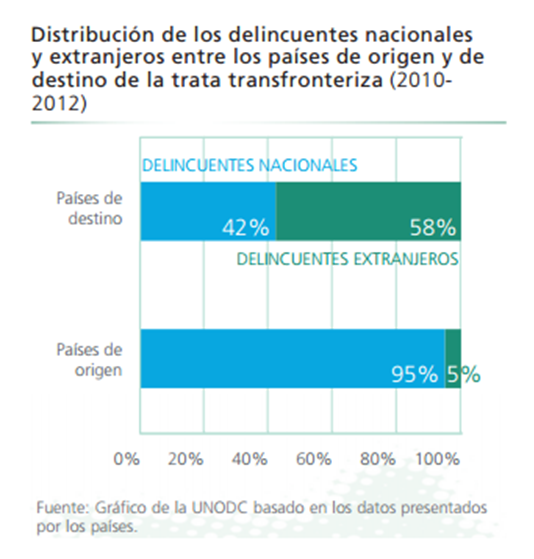 Distribución de los delincuentes nacionales
y extranjeros entre los países de origen y de
destino de la trata transfronteriza (2010-
2012)
DELINCUENTES NACIONALES
Países de
destino
42%
58%
DELINCUENTES EXTRANJEROS
Países de
origen
95%
5%
0% 20% 40% 60% 80% 100%
Fuente: Gráfico de la UNODC basado en los datos presentados
por los países.